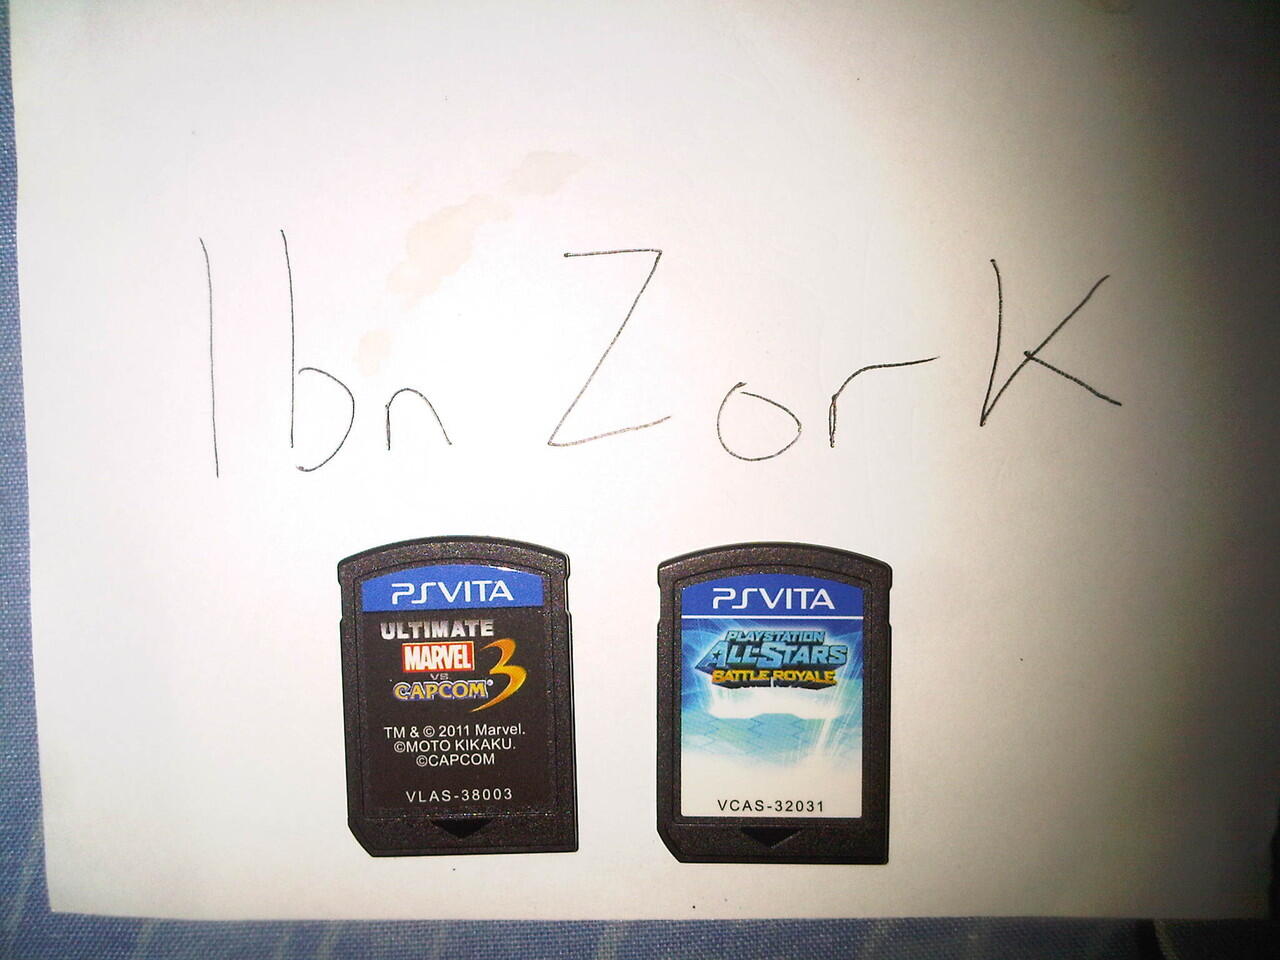 Ibn Zork
PSVITA
ULTIMATE
MARVEL
VS
CAPCOM 3
TM & © 2011 Marvel.
©MOTO KIKAKU.
©CAPCOM
VLAS-38003
PSVITA
PLAYSTATION
ALL-STARS
BATTLE ROYALE
VCAS-32031